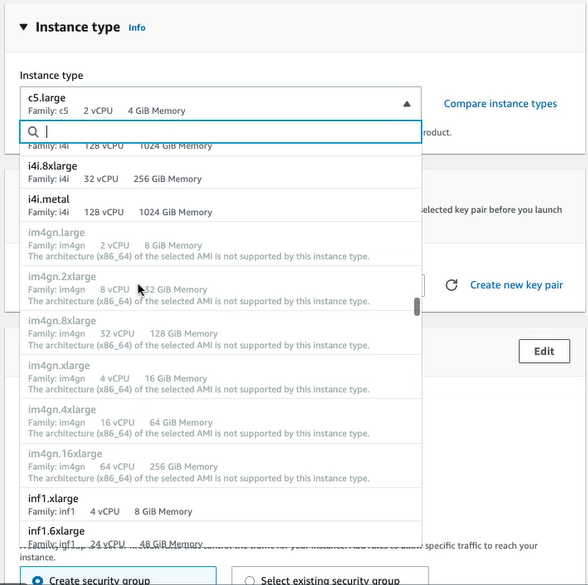 Instance type Info
Instance type
c5.large
Family: c5 2 vCPU 4 GiB Memory
Compare instance types
roduct.
Family: i4i 128 vCPU 1024 GiB Memory
i4i.8xlarge
Family: i4i 32 vCPU 256 GiB Memory
i4i.metal
Family: i4i 128 vCPU 1024 GiB Memory
selected key pair before you launch
im4gn.large
Family: im4gn 2 vCPU 8 GiB Memory
The architecture (x86_64) of the selected AMI is not supported by this instance type.
im4gn.2xlarge
Family: im4gn 8 vCPU 32 GiB Memory
The architecture (x86_64) of the selected AMI is not supported by this instance type.
Create new key pair
im4gn.8xlarge
Family: im4gn 32 vCPU 128 GiB Memory
The architecture (x86_64) of the selected AMI is not supported by this instance type.
Edit
im4gn.xlarge
Family: im4gn 4 vCPU 16 GiB Memory
The architecture (x86_64) of the selected AMI is not supported by this instance type.
im4gn.4xlarge
Family: im4gn 16 vCPU 64 GiB Memory
The architecture (x86_64) of the selected AMI is not supported by this instance type.
im4gn.16xlarge
Family: im4gn 64 vCPU 256 GiB Memory
The architecture (x86_64) of the selected AMI is not supported by this instance type.
inf1.xlarge
Family: inf1 4 vCPU 8 GiB Memory
inf1.6xlarge
Family: inf1 24 vCPU 48 GiB Memory
specific traffic to reach your
instance.
Create security group
Select existing security group